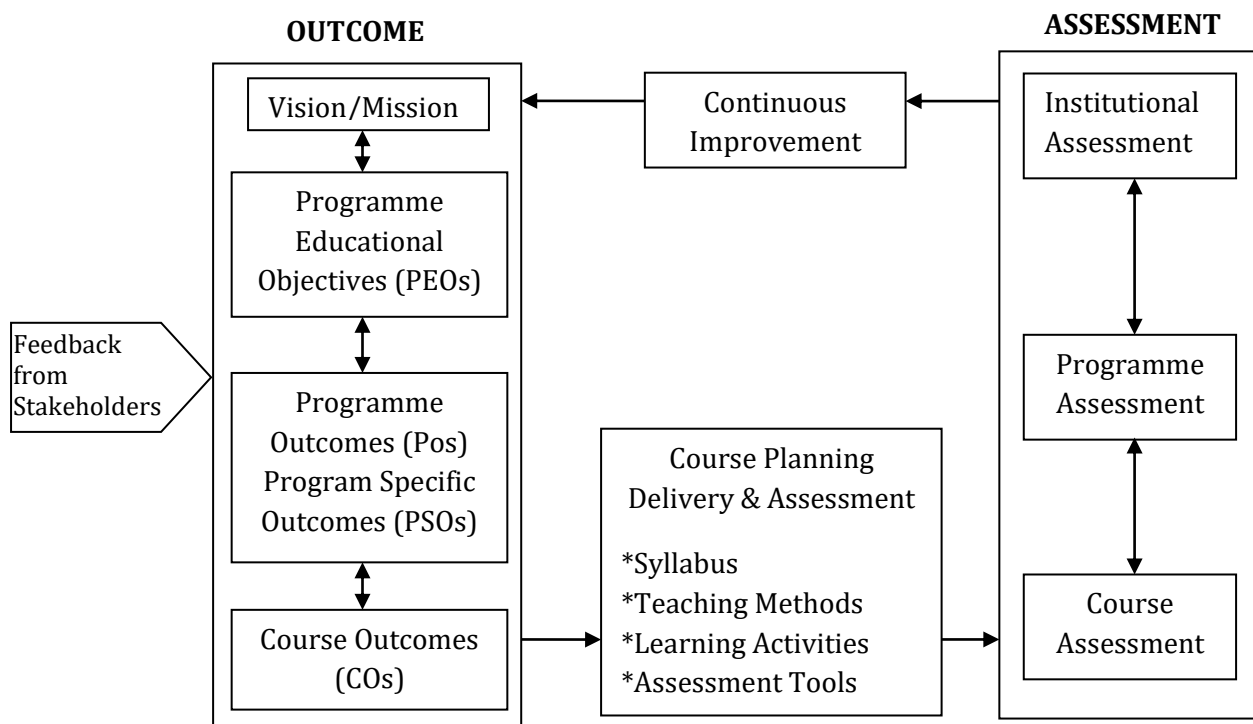 OUTCOME
ASSESSMENT
Vision/Mission
Programme
Educational
Objectives (PEOs)
Programme
Outcomes (Pos)
Program Specific
Outcomes (PSOs)
Course Outcomes
(COs)
Feedback
from
Stakeholders
Continuous
Improvement
Course Planning
Delivery & Assessment
*Syllabus
*Teaching Methods
*Learning Activities
*Assessment Tools
Institutional
Assessment
Programme
Assessment
Course
Assessment